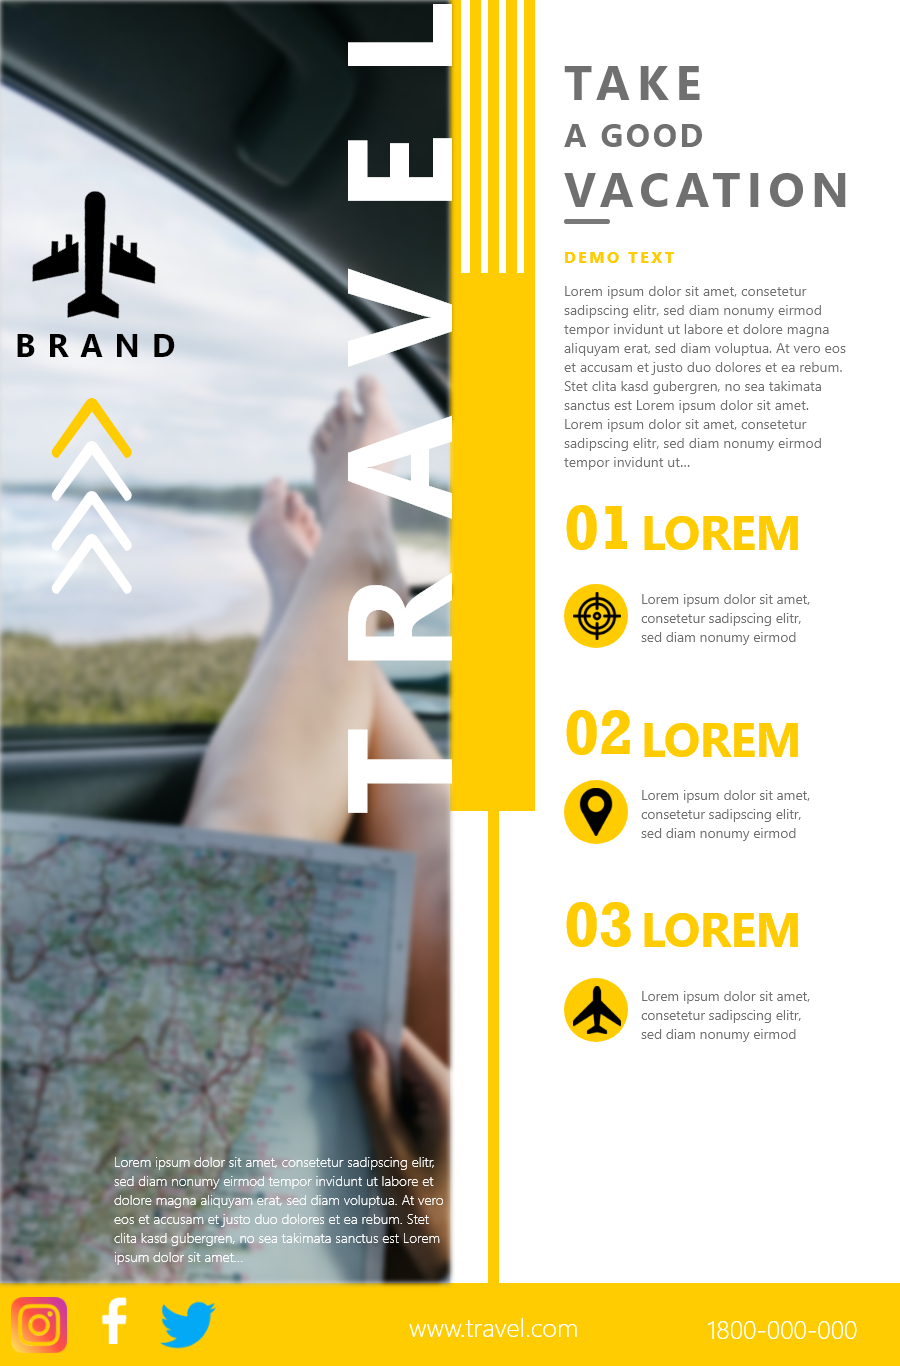 BRAND
TRAVEL
TAKE
A GOOD
VACATION
DEMO TEXT
Lorem ipsum dolor sit amet, consetetur
sadipscing elitr, sed diam nonumy eirmod
tempor invidunt ut labore et dolore magna
aliquyam erat, sed diam voluptua. At vero eos
et accusam et justo duo dolores et ea rebum.
Stet clita kasd gubergren, no sea takimata
sanctus est Lorem ipsum dolor sit amet.
Lorem ipsum dolor sit amet, consetetur
sadipscing elitr, sed diam nonumy eirmod
tempor invidunt ut...
01 LOREM
Lorem ipsum dolor sit amet,
consetetur sadipscing elitr,
sed diam nonumy eirmod
02 LOREM
Lorem ipsum dolor sit amet,
consetetur sadipscing elitr,
sed diam nonumy eirmod
03 LOREM
Lorem ipsum dolor sit amet,
consetetur sadipscing elitr,
sed diam nonumy eirmod
Lorem ipsum dolor sit amet, consetetur sadipscing elitr,
sed diam nonumy eirmod tempor invidunt ut labore et
dolore magna aliquyam erat, sed diam voluptua. At vero
eos et accusam et justo duo dolores et ea rebum. Stet
clita kasd gubergren, no sea takimata sanctus est Lorem
ipsum dolor sit amet...
www.travel.com
1800-000-000